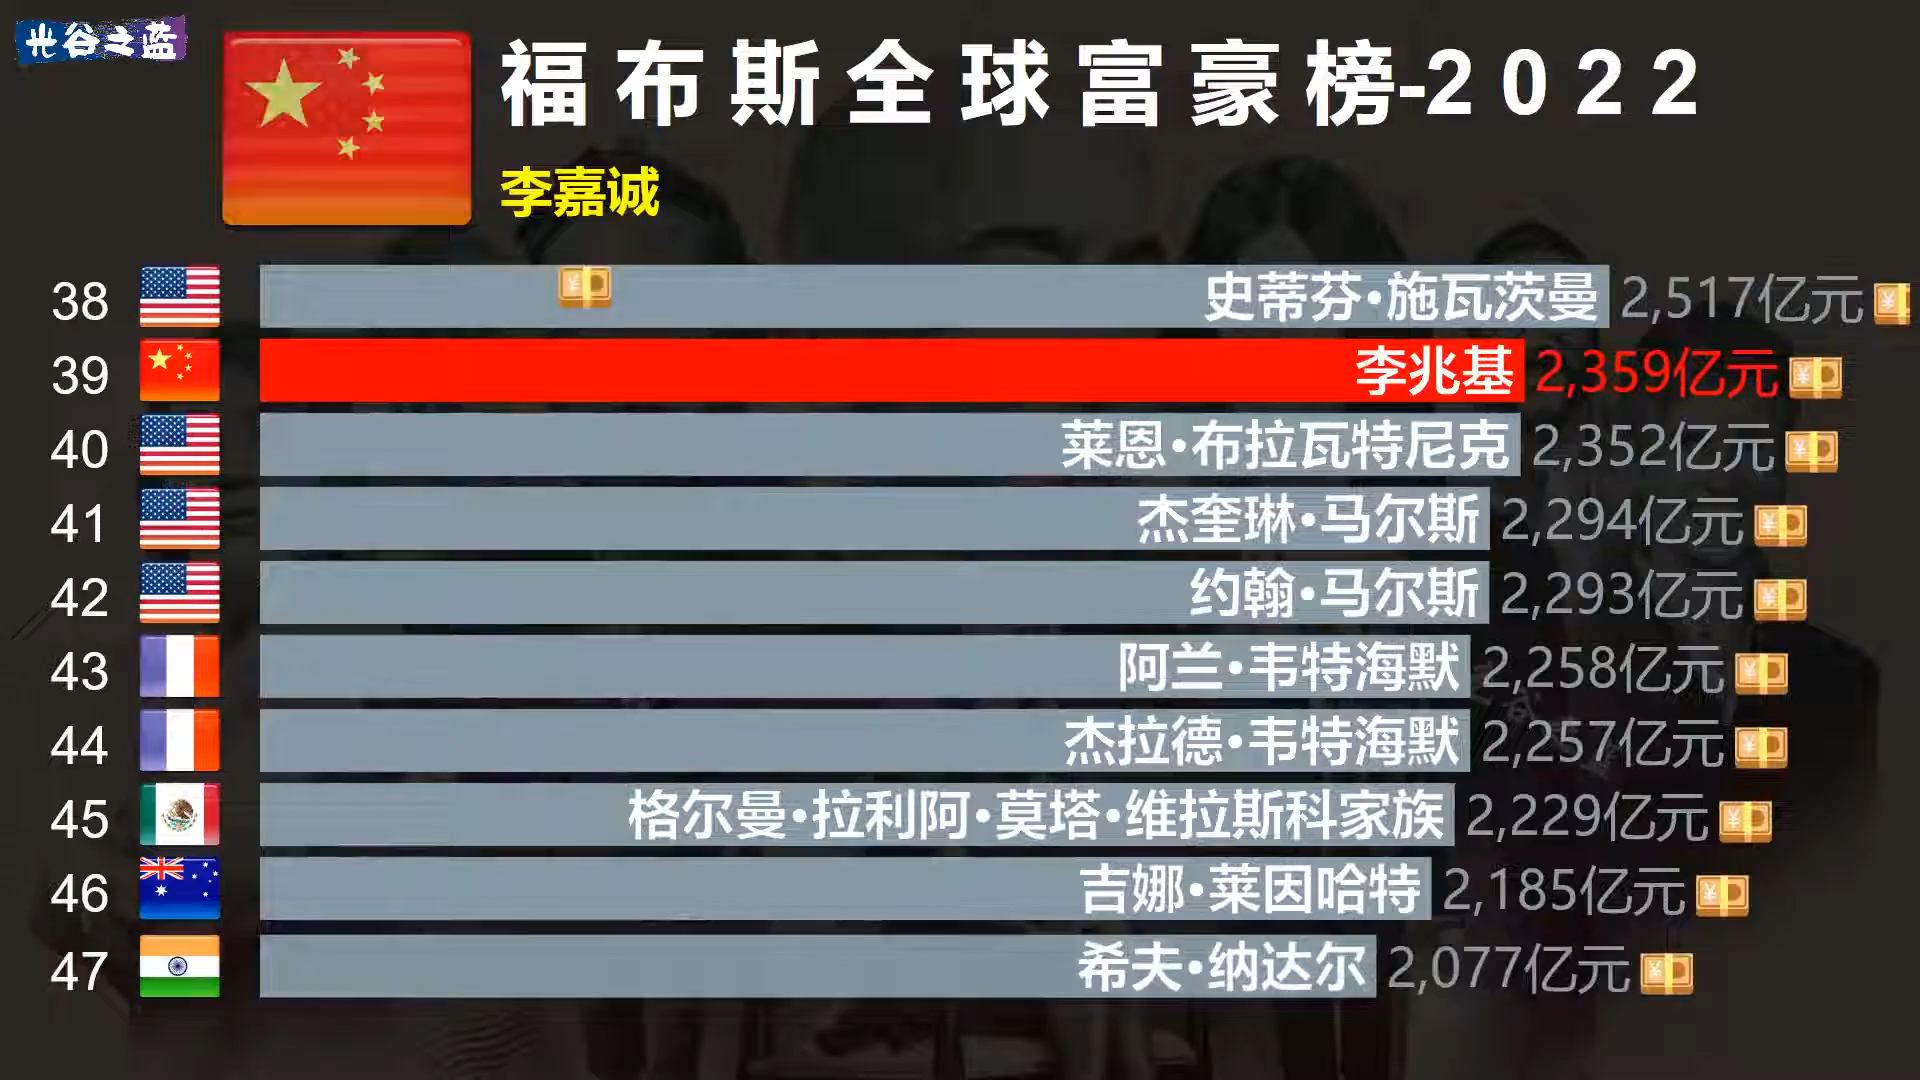 光谷之蓝
福布斯全球富豪榜-2022
李嘉诚
38 史蒂芬·施瓦茨曼 2,517亿元
39 李兆基 2,359亿元
40 莱恩·布拉瓦特尼克 2,352亿元
41 杰奎琳·马尔斯 2,294亿元
42 约翰·马尔斯 2,293亿元
43 阿兰·韦特海默 2,258亿元
44 杰拉德·韦特海默 2,257亿元
45 格尔曼·拉利阿·莫塔·维拉斯科家族 2,229亿元
46 吉娜·莱因哈特 2,185亿元
47 希夫·纳达尔 2,077亿元